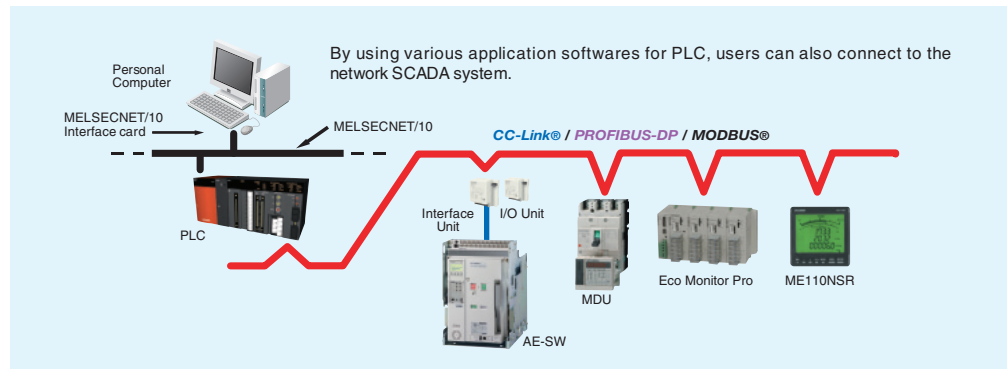 By using various application softwares for PLC, users can also connect to the
network SCADA system.
Personal
Computer
MELSECNET/10
Interface card
MELSECNET/10
CC-Link® / PROFIBUS-DP / MODBUS®
PLC
Interface
Unit
I/O Unit
AE-SW
MDU
Eco Monitor Pro
ME110NSR